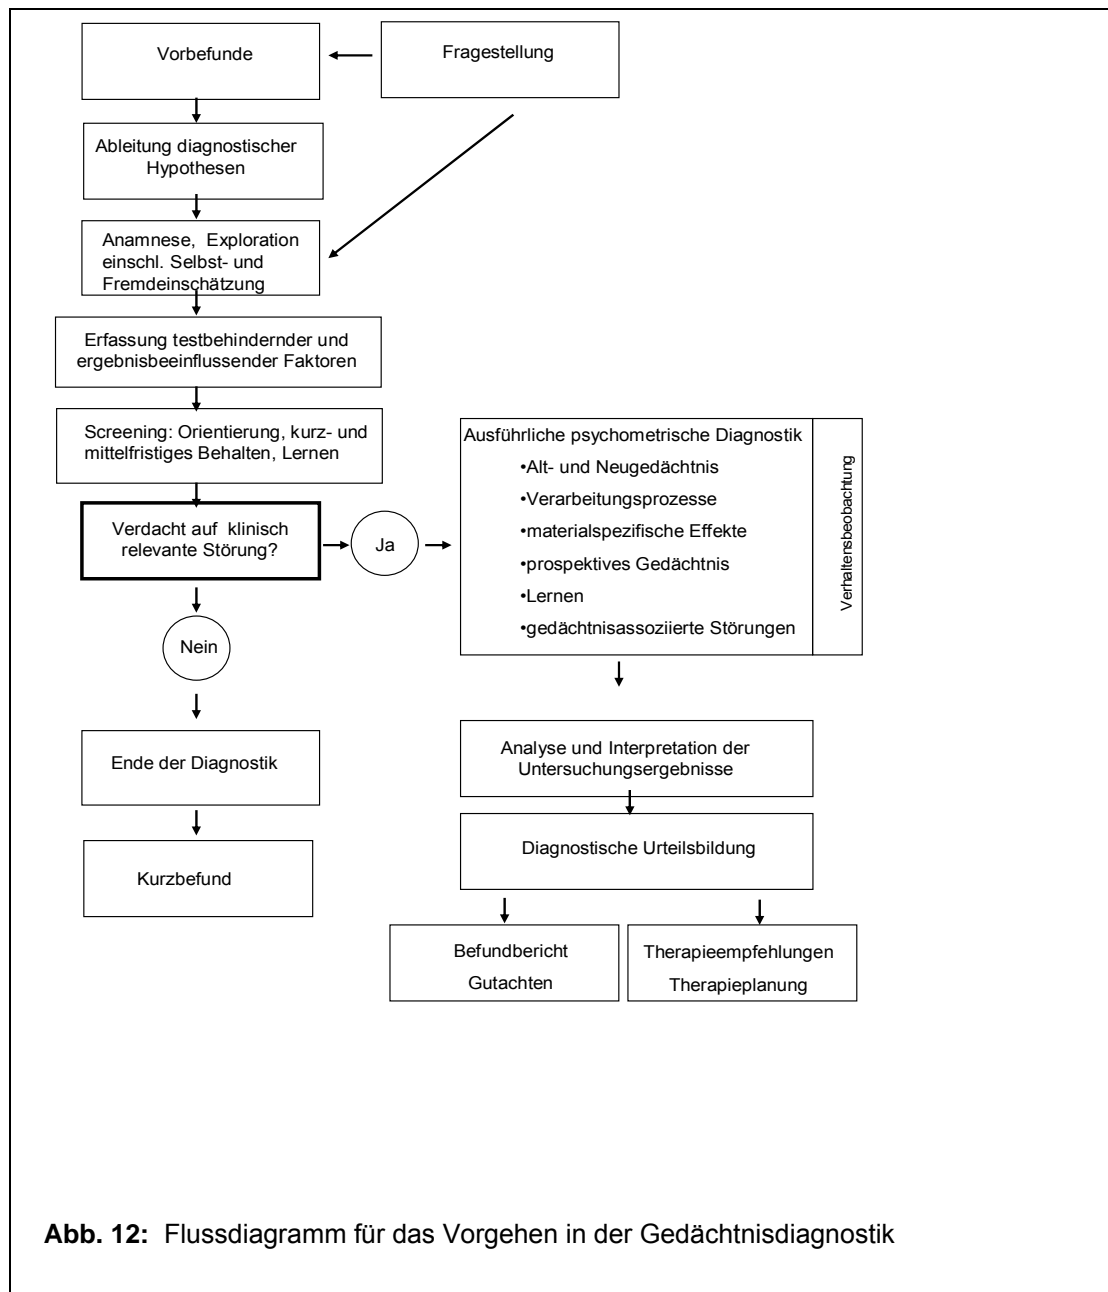 Vorbefunde
Fragestellung
Ableitung diagnostischer
Hypothesen
Anamnese, Exploration
einschl. Selbst- und
Fremdeinschätzung
Erfassung testbehindernder und
ergebnisbeeinflussender Faktoren
Screening: Orientierung, kurz- und
mittelfristiges Behalten, Lernen
Verdacht auf klinisch
relevante Störung?
Ja
Ausführliche psychometrische Diagnostik
•Alt- und Neugedächtnis
•Verarbeitungsprozesse
•materialspezifische Effekte
•prospektives Gedächtnis
•Lernen
•gedächtnisassoziierte Störungen
Verhaltensbeobachtung
Nein
Ende der Diagnostik
Kurzbefund
Analyse und Interpretation der
Untersuchungsergebnisse
Diagnostische Urteilsbildung
Befundbericht
Gutachten
Therapieempfehlungen
Therapieplanung
Abb. 12: Flussdiagramm für das Vorgehen in der Gedächtnisdiagnostik